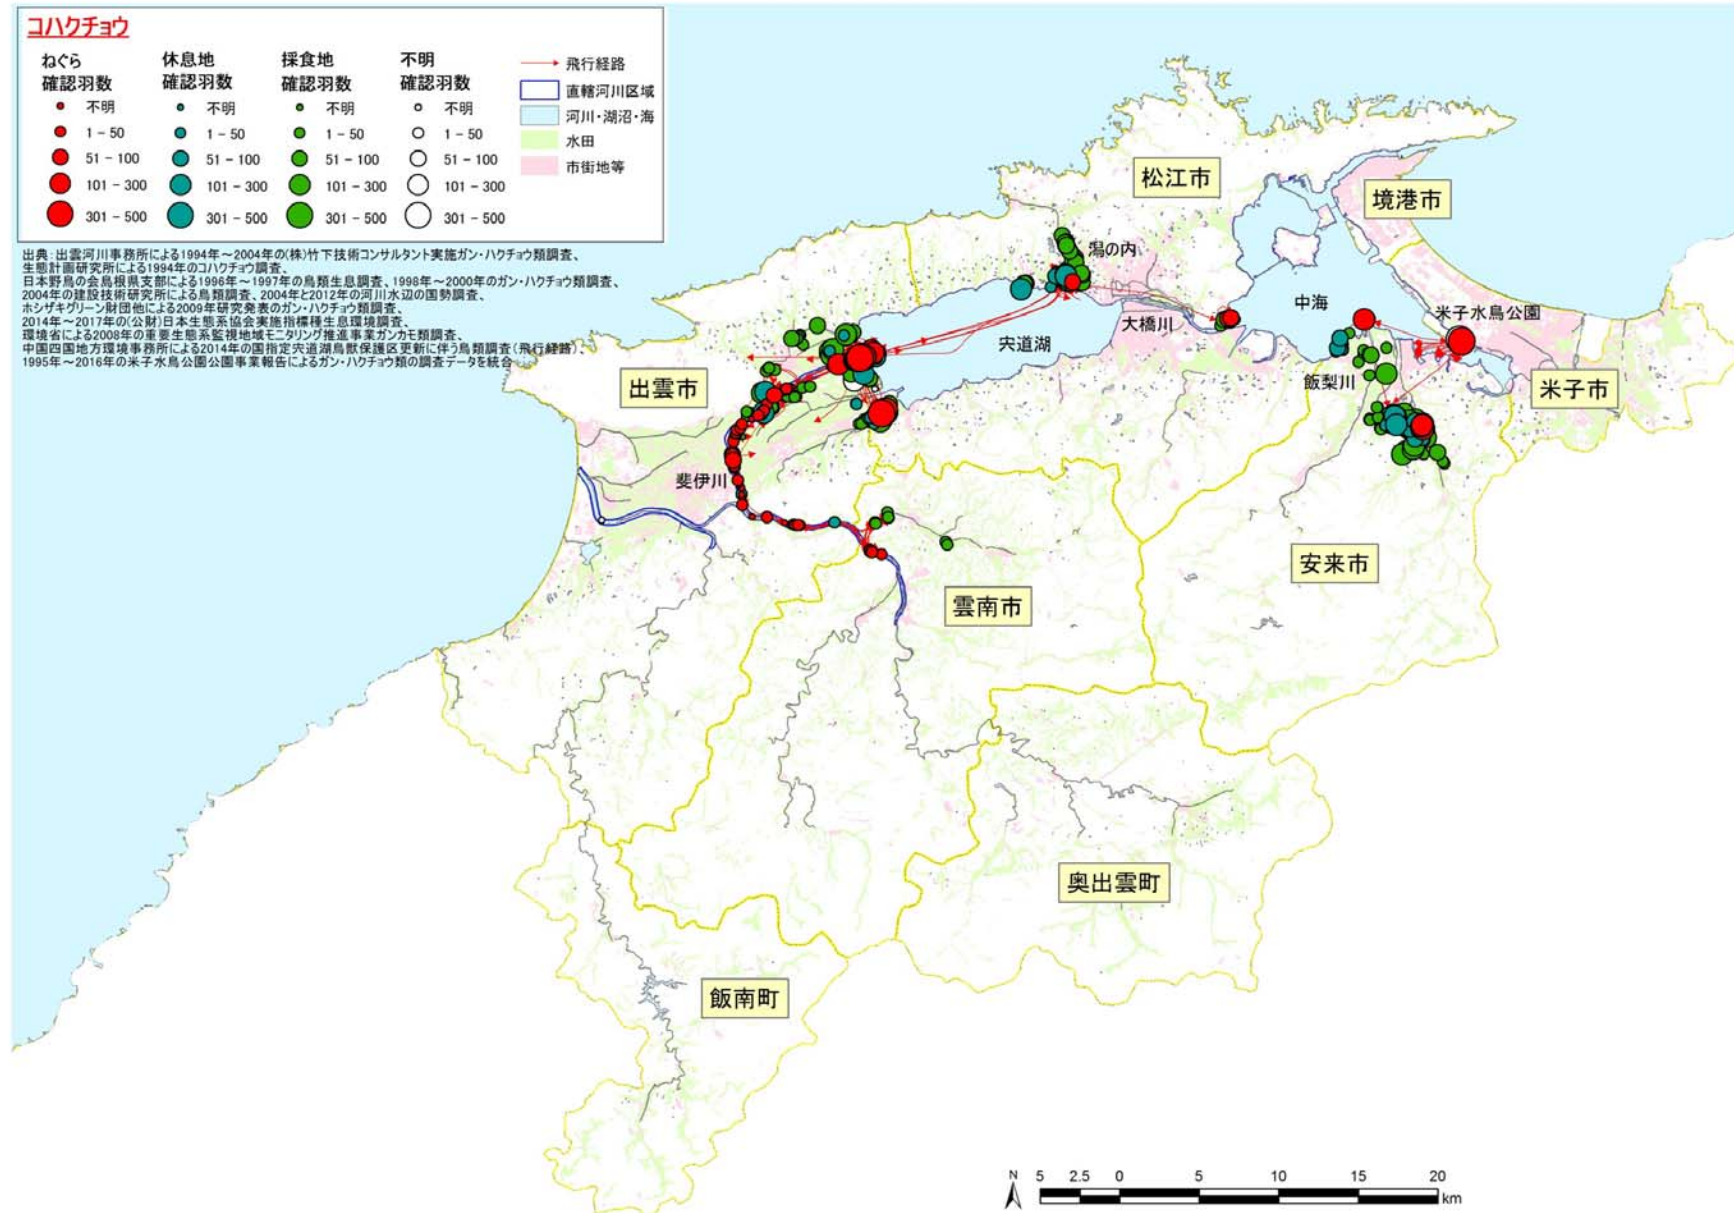 コハクチョウ
ねぐら
確認羽数
不明
1 - 50
51 - 100
101 - 300
301 - 500
休息地
確認羽数
不明
1 - 50
51 - 100
101 - 300
301 - 500
採食地
確認羽数
不明
1 - 50
51 - 100
101 - 300
301 - 500
不明
確認羽数
不明
1 - 50
51 - 100
101 - 300
301 - 500
飛行経路
直轄河川区域
河川・湖沼・海
水田
市街地等
出典:出雲河川事務所による1994年～2004年の(株)竹下技術コンサルタント実施ガン・ハクチョウ類調査、
生態計画研究所による1994年のコハクチョウ調査、
日本野鳥の会島根県支部による1996年～1997年の鳥類生息調査、1998年～2000年のガン・ハクチョウ類調査、
2004年の建設技術研究所による鳥類調査、2004年と2012年の河川水辺の国勢調査、
ホシザキグリーン財団他による2009年研究発表のガン・ハクチョウ類調査、
2014年～2017年の(公財)日本生態系協会実施指標種生息環境調査、
環境省による2008年の重要生態系監視地域モニタリング推進事業ガンカモ類調査、
中国四国地方環境事務所による2014年の国指定宍道湖鳥獣保護区更新に伴う鳥類調査(飛行経路)、
1995年～2016年の米子水鳥公園公園事業報告によるガン・ハクチョウ類の調査データを統合
松江市
境港市
潟の内
中海
米子水鳥公園
大橋川
宍道湖
出雲市
飯梨川
米子市
斐伊川
安来市
雲南市
奥出雲町
飯南町
N
5 2.5 0 5 10 15 20
km